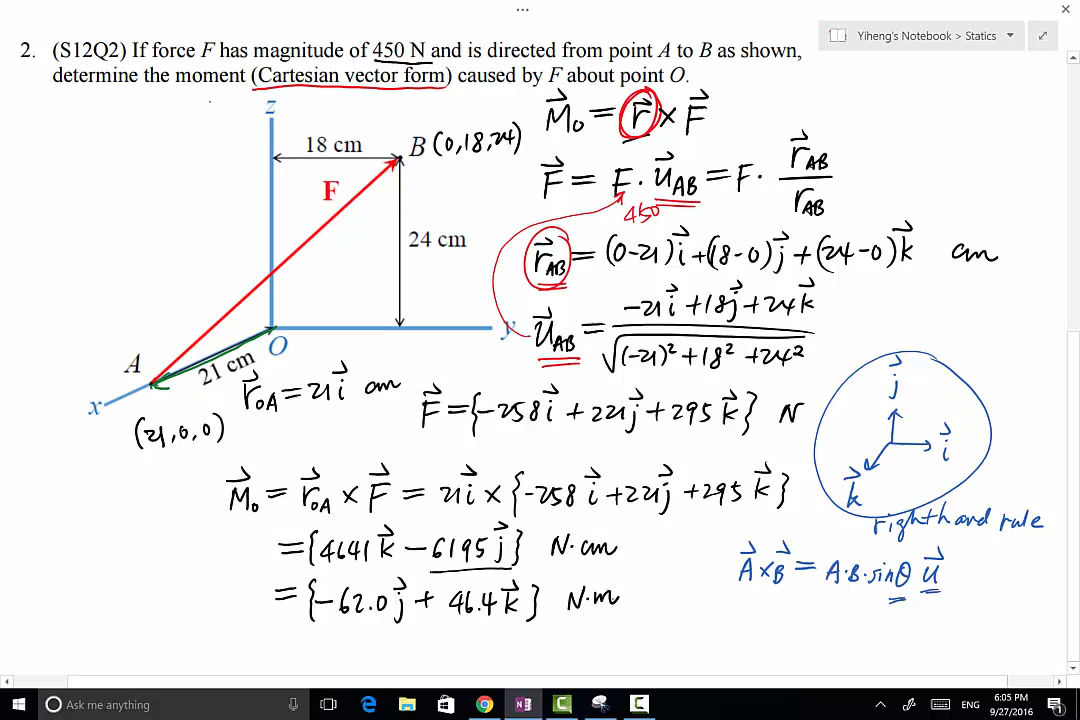 Yiheng's Notebook > Statics
2. (S12Q2) If force F has magnitude of 450 N and is directed from point A to B as shown,
determine the moment (Cartesian vector form) caused by F about point O.
z
18 cm
B (0,18,24)
F
24 cm
y
O
A
21 cm
x
(21,0,0)
r⃗OA = 21 i⃗ cm
M⃗o = r⃗ × F⃗
F⃗ = F · u⃗AB = F · r⃗AB / rAB
450
r⃗AB = (0-21) i⃗ + (18-0) j⃗ + (24-0) k⃗ cm
u⃗AB = -21 i⃗ + 18 j⃗ + 24 k⃗ / √(-21)² + 18² + 24²
F⃗ = {-258 i⃗ + 221 j⃗ + 295 k⃗} N
M⃗o = r⃗OA × F⃗ = 21 i⃗ × {-258 i⃗ + 221 j⃗ + 295 k⃗}
= {4641 k⃗ - 6195 j⃗} N·cm
= {-62.0 j⃗ + 46.4 k⃗} N·m
j⃗
i⃗
k⃗
right hand rule
A⃗ × B⃗ = A·B·sinθ u⃗
Ask me anything
ENG
6:05 PM
9/27/2016